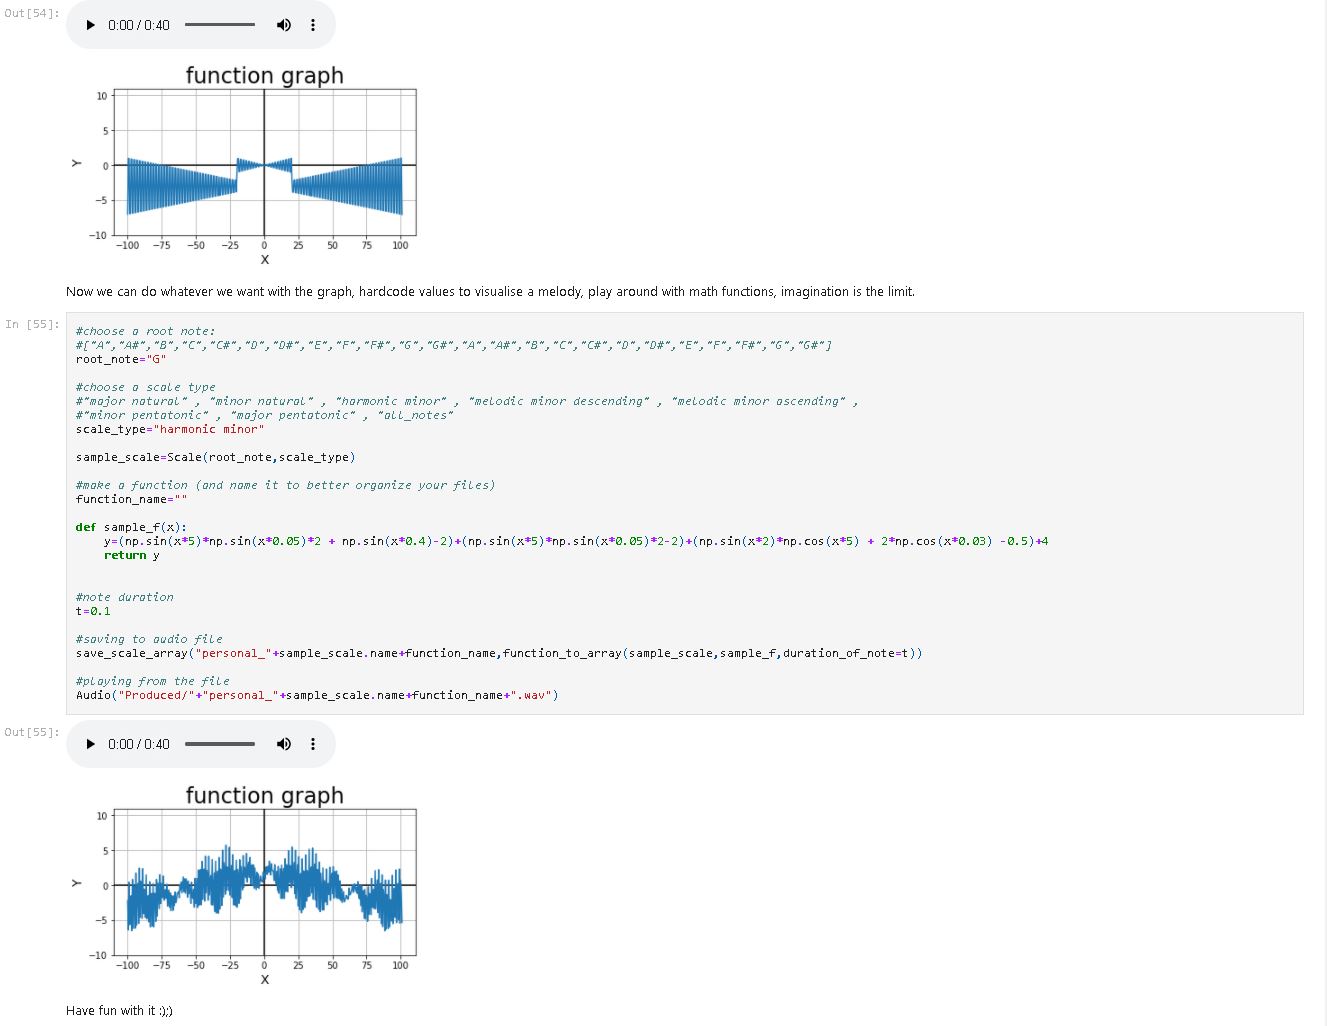 Out[54]:
0:00 / 0:40
function graph
10
5
0
−5
−10
Y
−100 −75 −50 −25 0 25 50 75 100
X
Now we can do whatever we want with the graph, hardcode values to visualise a melody, play around with math functions, imagination is the limit.
In [55]:
#choose a root note:
#["A","A#","B","C","C#","D","D#","E","F","F#","G","G#","A","A#","B","C","C#","D","D#","E","F","F#","G","G#"]
root_note="G"
#choose a scale type
#"major natural" , "minor natural" , "harmonic minor" , "melodic minor descending" , "melodic minor ascending" ,
#"minor pentatonic" , "major pentatonic" , "all_notes"
scale_type="harmonic minor"
sample_scale=Scale(root_note,scale_type)
#make a function (and name it to better organize your files)
function_name=""
def sample_f(x):
    y=(np.sin(x*5)*np.sin(x*0.05)*2 + np.sin(x*0.4)-2)+(np.sin(x*5)*np.sin(x*0.05)*2-2)+(np.sin(x*2)*np.cos(x*5) + 2*np.cos(x*0.03) -0.5)+4
    return y
#note duration
t=0.1
#saving to audio file
save_scale_array("personal_"+sample_scale.name+function_name,function_to_array(sample_scale,sample_f,duration_of_note=t))
#playing from the file
Audio("Produced/"+"personal_"+sample_scale.name+function_name+".wav")
Out[55]:
0:00 / 0:40
function graph
10
5
0
−5
−10
Y
−100 −75 −50 −25 0 25 50 75 100
X
Have fun with it :);)